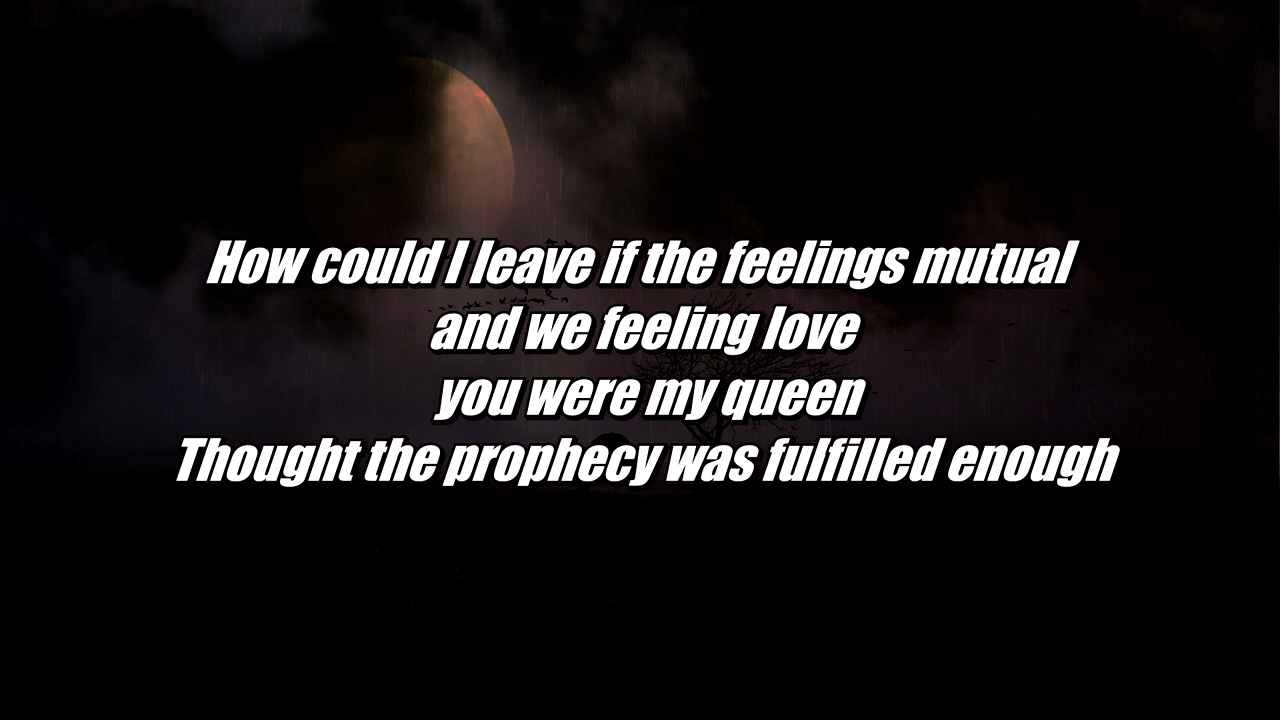 How could I leave if the feelings mutual
and we feeling love
you were my queen
Thought the prophecy was fulfilled enough